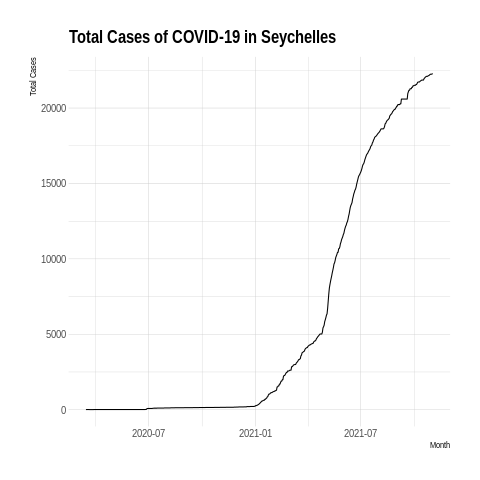 Total Cases of COVID-19 in Seychelles
Total Cases
20000
15000
10000
5000
0
2020-07
2021-01
2021-07
Month